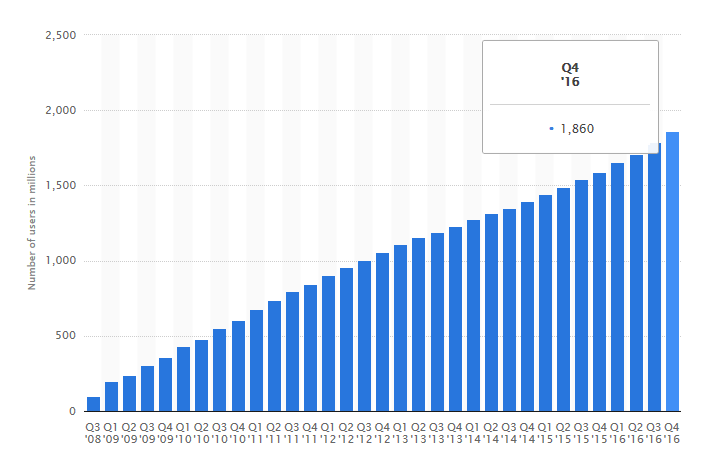 2,500
2,000
1,500
1,000
500
0
Number of users in millions
Q4
'16
• 1,860
Q3 Q1 Q2 Q3 Q4 Q1 Q2 Q3 Q4 Q1 Q2 Q3 Q4 Q1 Q2 Q3 Q4 Q1 Q2 Q3 Q4 Q1 Q2 Q3 Q4 Q1 Q2 Q3 Q4 Q1 Q2 Q3 Q4
'08 '09 '09 '09 '09 '10 '10 '10 '10 '11 '11 '11 '11 '12 '12 '12 '12 '13 '13 '13 '13 '14 '14 '14 '14 '15 '15 '15 '15 '16 '16 '16 '16